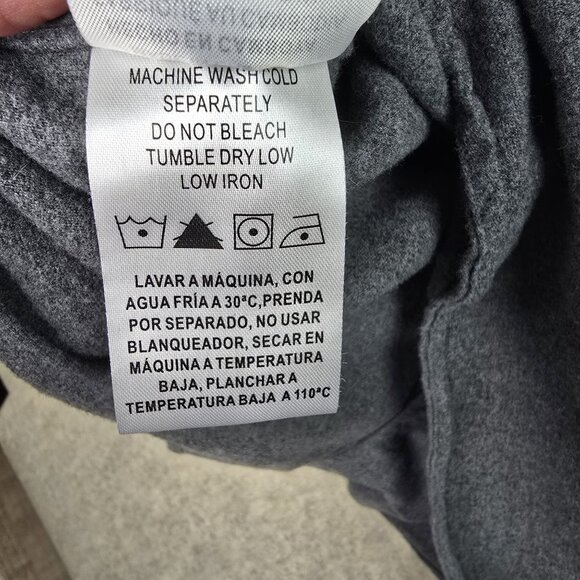 MACHINE WASH COLD
SEPARATELY
DO NOT BLEACH
TUMBLE DRY LOW
LOW IRON
LAVAR A MÁQUINA, CON
AGUA FRÍA A 30ºC,PRENDA
POR SEPARADO, NO USAR
BLANQUEADOR, SECAR EN
MÁQUINA A TEMPERATURA
BAJA, PLANCHAR A
TEMPERATURA BAJA A 110ºC